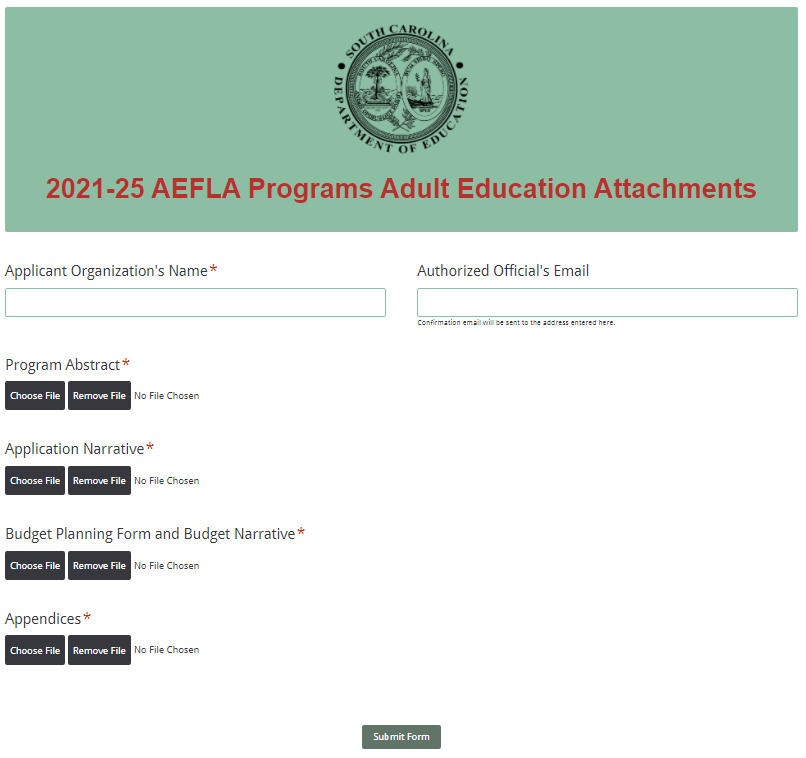 SOUTH CAROLINA
DEPARTMENT OF EDUCATION
2021-25 AEFLA Programs Adult Education Attachments
Applicant Organization's Name* Authorized Official's Email
Confirmation email will be sent to the address entered here.
Program Abstract*
Choose File Remove File No File Chosen
Application Narrative*
Choose File Remove File No File Chosen
Budget Planning Form and Budget Narrative*
Choose File Remove File No File Chosen
Appendices*
Choose File Remove File No File Chosen
Submit Form